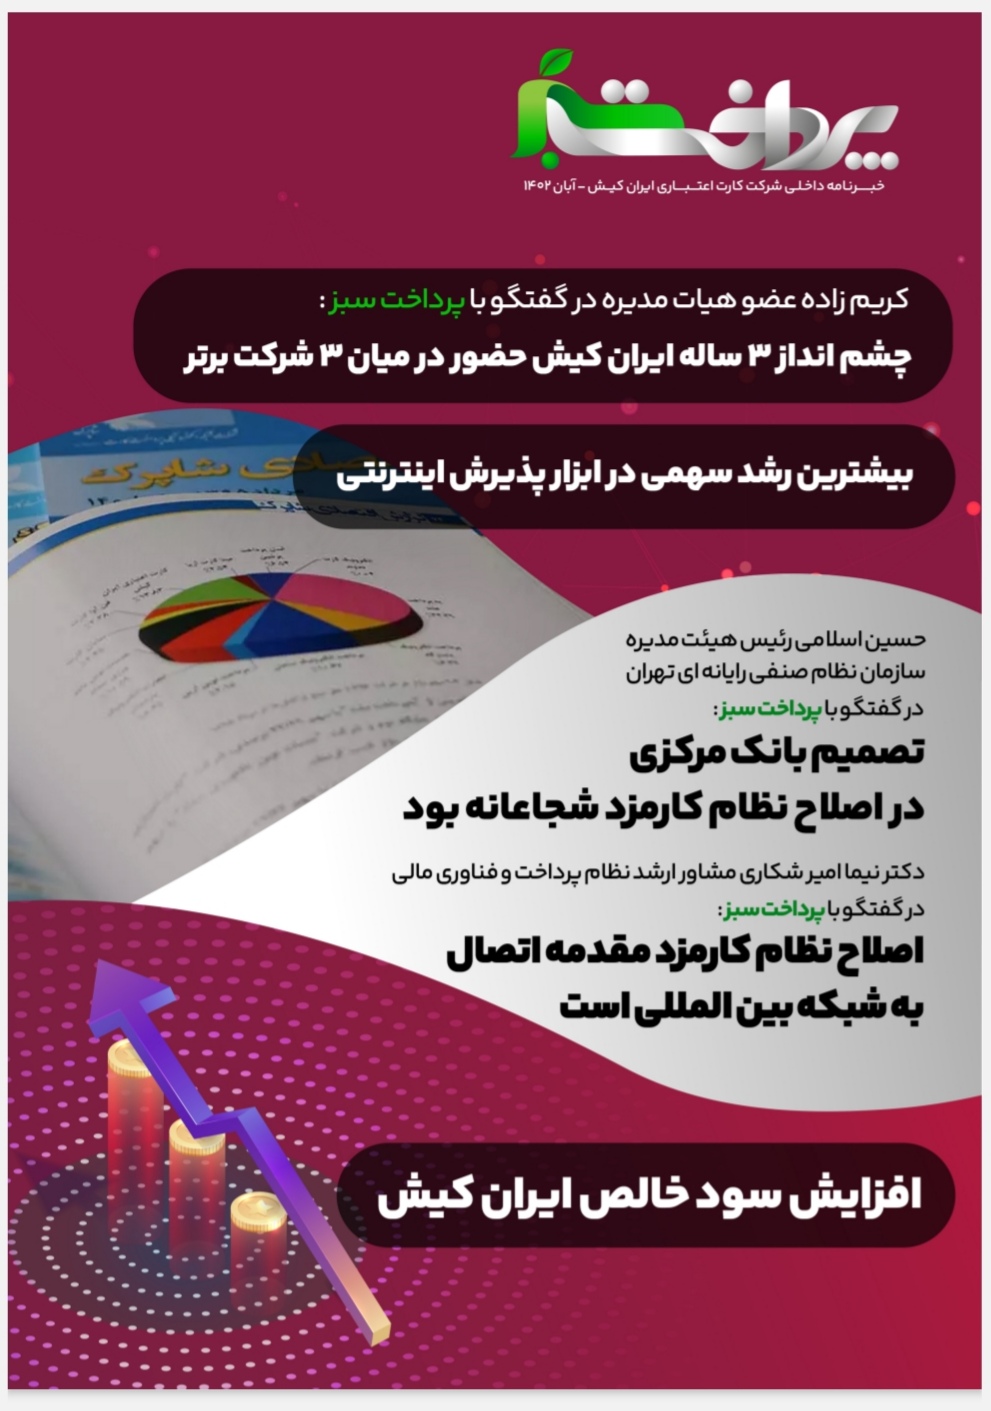 پرداخت سبز
خبرنامه داخلی شرکت کارت اعتباری ایران کیش - آبان ۱۴۰۲
کریم زاده عضو هیات مدیره در گفتگو با پرداخت سبز :
چشم انداز ۳ ساله ایران کیش حضور در میان ۳ شرکت برتر
بیشترین رشد سهمی در ابزار پذیرش اینترنتی
شاپرک
حسین اسلامی رئیس هیئت مدیره
سازمان نظام صنفی رایانه ای تهران
در گفتگو با پرداخت سبز:
تصمیم بانک مرکزی
در اصلاح نظام کارمزد شجاعانه بود
دکتر نیما امیر شکاری مشاور ارشد نظام پرداخت و فناوری مالی
در گفتگو با پرداخت سبز:
اصلاح نظام کارمزد مقدمه اتصال
به شبکه بین المللی است
افزایش سود خالص ایران کیش